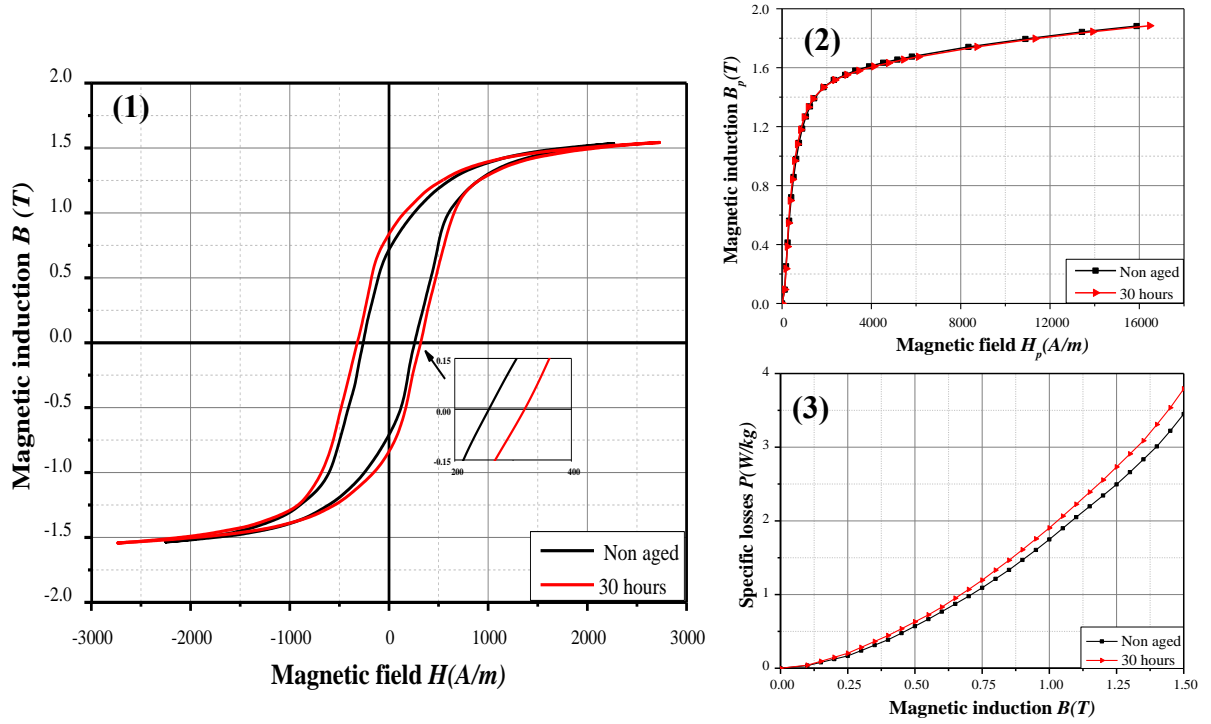 (1)
Magnetic induction B (T)
2.0
1.5
1.0
0.5
0.0
-0.5
-1.0
-1.5
-2.0
-3000 -2000 -1000 0 1000 2000 3000
Magnetic field H(A/m)
0.15
0.00
-0.15
200 400
Non aged
30 hours
(2)
Magnetic induction Bp(T)
2.0
1.6
1.2
0.8
0.4
0.0
0 4000 8000 12000 16000
Magnetic field Hp(A/m)
Non aged
30 hours
(3)
Specific losses P(W/kg)
4
3
2
1
0
0.00 0.25 0.50 0.75 1.00 1.25 1.50
Magnetic induction B(T)
Non aged
30 hours